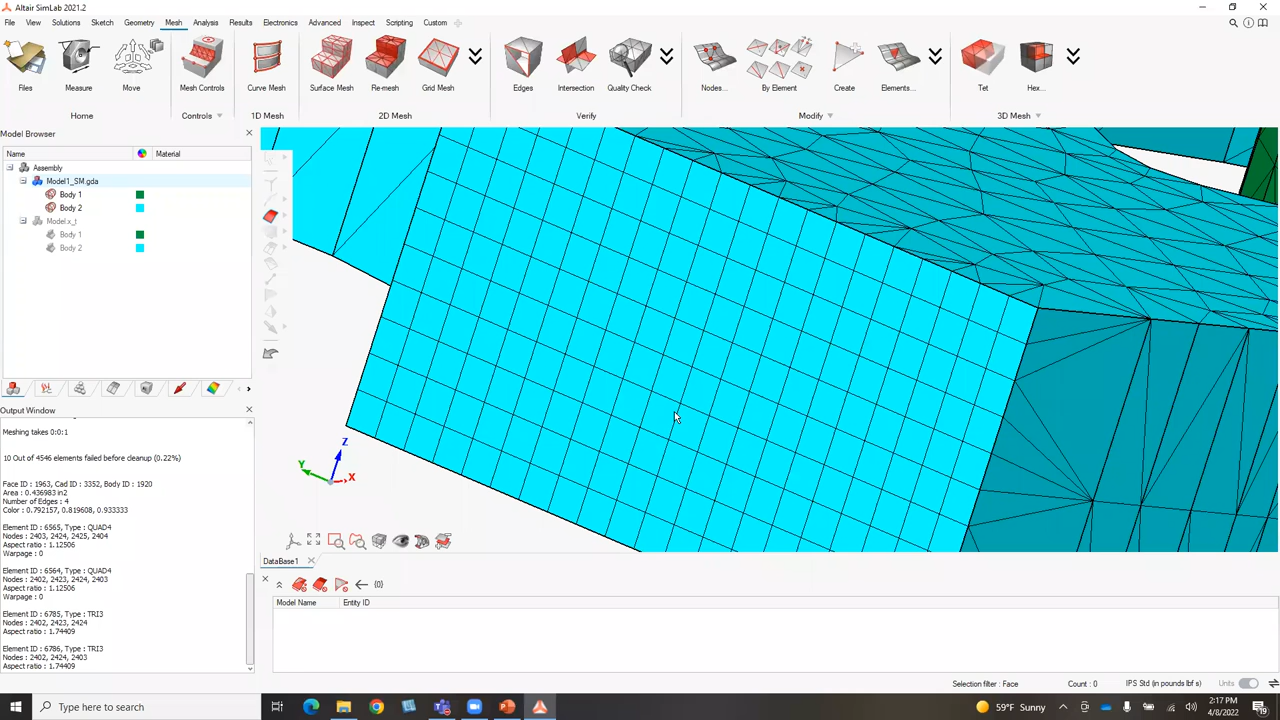 Altair SimLab 2021.2
File View Solutions Sketch Geometry Mesh Analysis Results Electronics Advanced Inspect Scripting Custom
Files Measure Move Mesh Controls Curve Mesh Surface Mesh Re-mesh Grid Mesh Edges Intersection Quality Check Nodes... By Element Create Elements... Tet Hex...
Home Controls 1D Mesh 2D Mesh Verify Modify 3D Mesh
Model Browser
Name Material
Assembly
Model1_SM.gda
Body 1
Body 2
Model.x_t
Body 1
Body 2
Output Window
Meshing takes 0:0:1
10 Out of 4546 elements failed before cleanup (0.22%)
Face ID : 1963, Cad ID : 3352, Body ID : 1920
Area : 0.436983 in2
Number of Edges : 4
Color : 0.792157, 0.819608, 0.933333
Element ID : 6565, Type : QUAD4
Nodes : 2403, 2424, 2425, 2404
Aspect ratio : 1.12506
Warpage : 0
Element ID : 6564, Type : QUAD4
Nodes : 2402, 2423, 2424, 2403
Aspect ratio : 1.12506
Warpage : 0
Element ID : 6785, Type : TRI3
Nodes : 2402, 2423, 2424
Aspect ratio : 1.74409
Element ID : 6786, Type : TRI3
Nodes : 2402, 2424, 2403
Aspect ratio : 1.74409
Z
Y
X
DataBase1
{0}
Model Name Entity ID
Selection filter : Face Count : 0 IPS Std (in pounds lbf s) Units
Type here to search
59°F Sunny
2:17 PM
4/8/2022
19